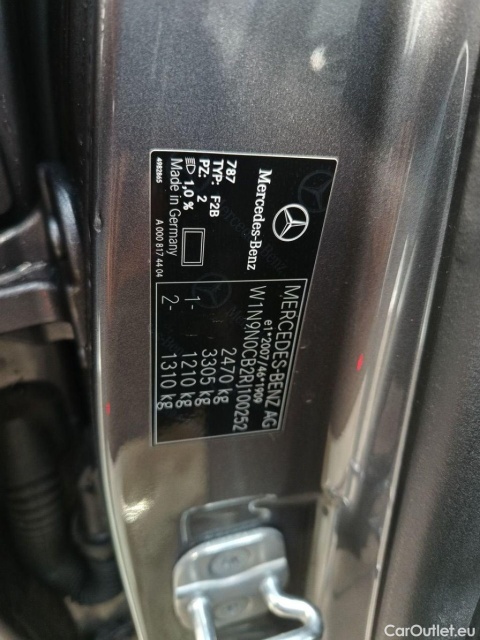 Mercedes-Benz
787
TYP: F2B
PZ: 2
1,0 %
Made in Germany
4982865
A 000 817 44 04
MERCEDES-BENZ AG
e1*2007/46*1909
W1N9N0CB2RJ100252
2470 kg
3305 kg
1- 1210 kg
2- 1310 kg
CarOutlet.eu